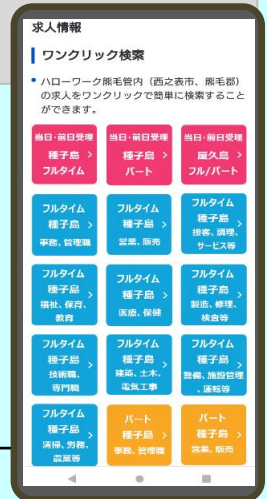 求人情報
ワンクリック検索
• ハローワーク熊毛管内（西之表市、熊毛郡）
の求人をワンクリックで簡単に検索すること
ができます。
当日・前日受理
種子島 >
フルタイム
当日・前日受理
種子島 >
パート
当日・前日受理
屋久島 >
フル/パート
フルタイム
種子島 >
事務、管理職
フルタイム
種子島 >
営業、販売
フルタイム
種子島 >
接客、調理、
サービス等
フルタイム
種子島 >
福祉、保育、
教育
フルタイム
種子島 >
医療、保健
フルタイム
種子島 >
製造、修理、
検査等
フルタイム
種子島 >
技術職、
専門職
フルタイム
種子島 >
建築、土木、
電気工事
フルタイム
種子島 >
警備、施設管理
、運転等
フルタイム
種子島 >
清掃、労務、
農業等
パート
種子島 >
事務、管理職
パート
種子島 >
営業、販売